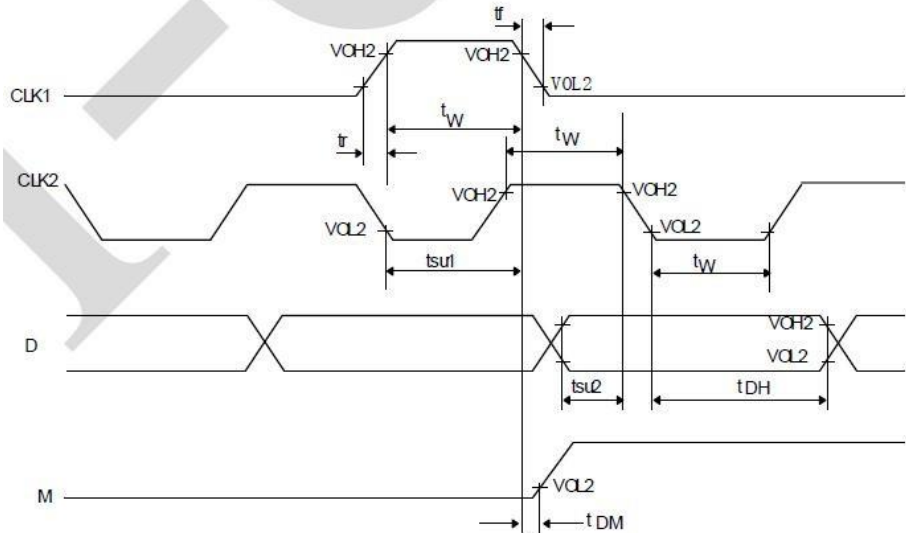 tf
VOH2 VOH2
VOL2
CLK1
tW
tW
tr
CLK2
VOH2 VOH2
VOL2 VOL2
tsu1 tW
VOH2
D
VOL2
tsu2 tDH
M VOL2
tDM